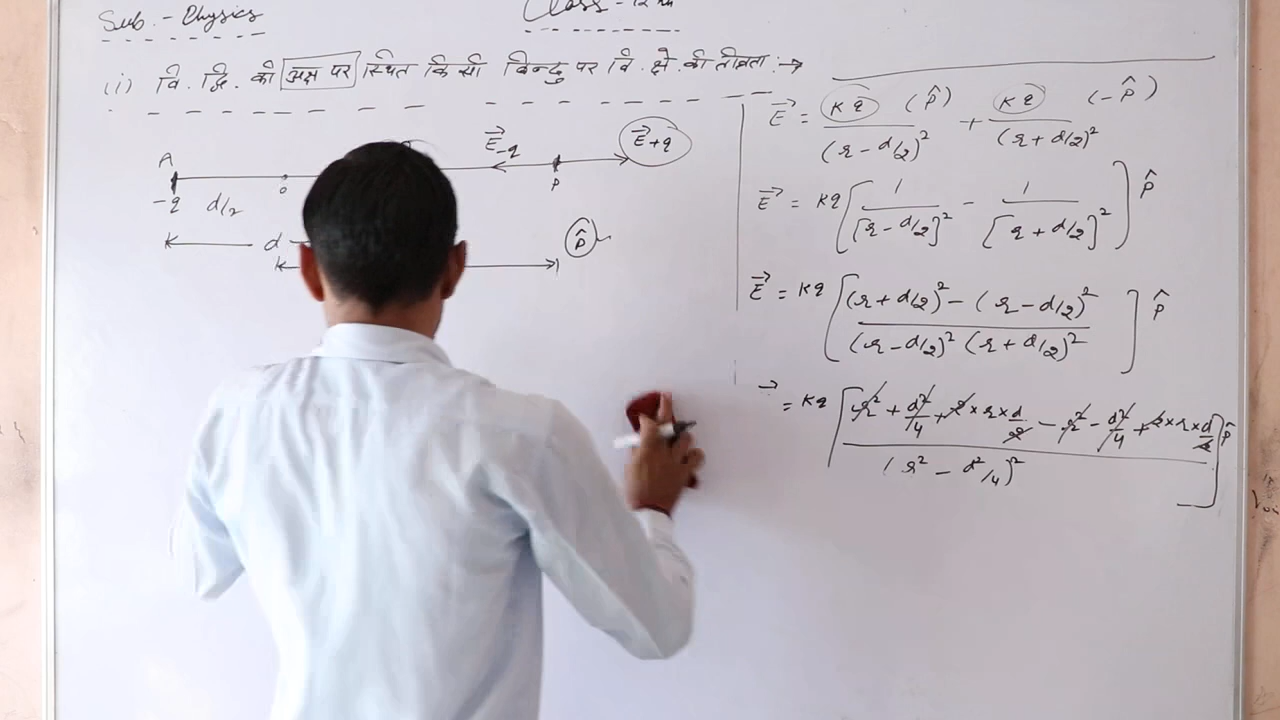 Sub. - Physics
Class - 12 th
(i) वि. द्वि. की अक्ष पर स्थित किसी बिन्दु पर वि. क्षे. की तीव्रता :→
A
-q
d/2
o
d
E⃗-q
P
E⃗+q
p̂
E⃗ = Kq/(r - d/2)² (p̂) + Kq/(r + d/2)² (-p̂)
E⃗ = Kq [ 1/[r - d/2]² - 1/[r + d/2]² ] p̂
E⃗ = Kq [ (r + d/2)² - (r - d/2)² / (r - d/2)² (r + d/2)² ] p̂
→ = Kq [ r² + d²/4 + 2 × r × d/2 - r² - d²/4 + 2 × r × d/2 / (r² - d²/4)² ] p̂